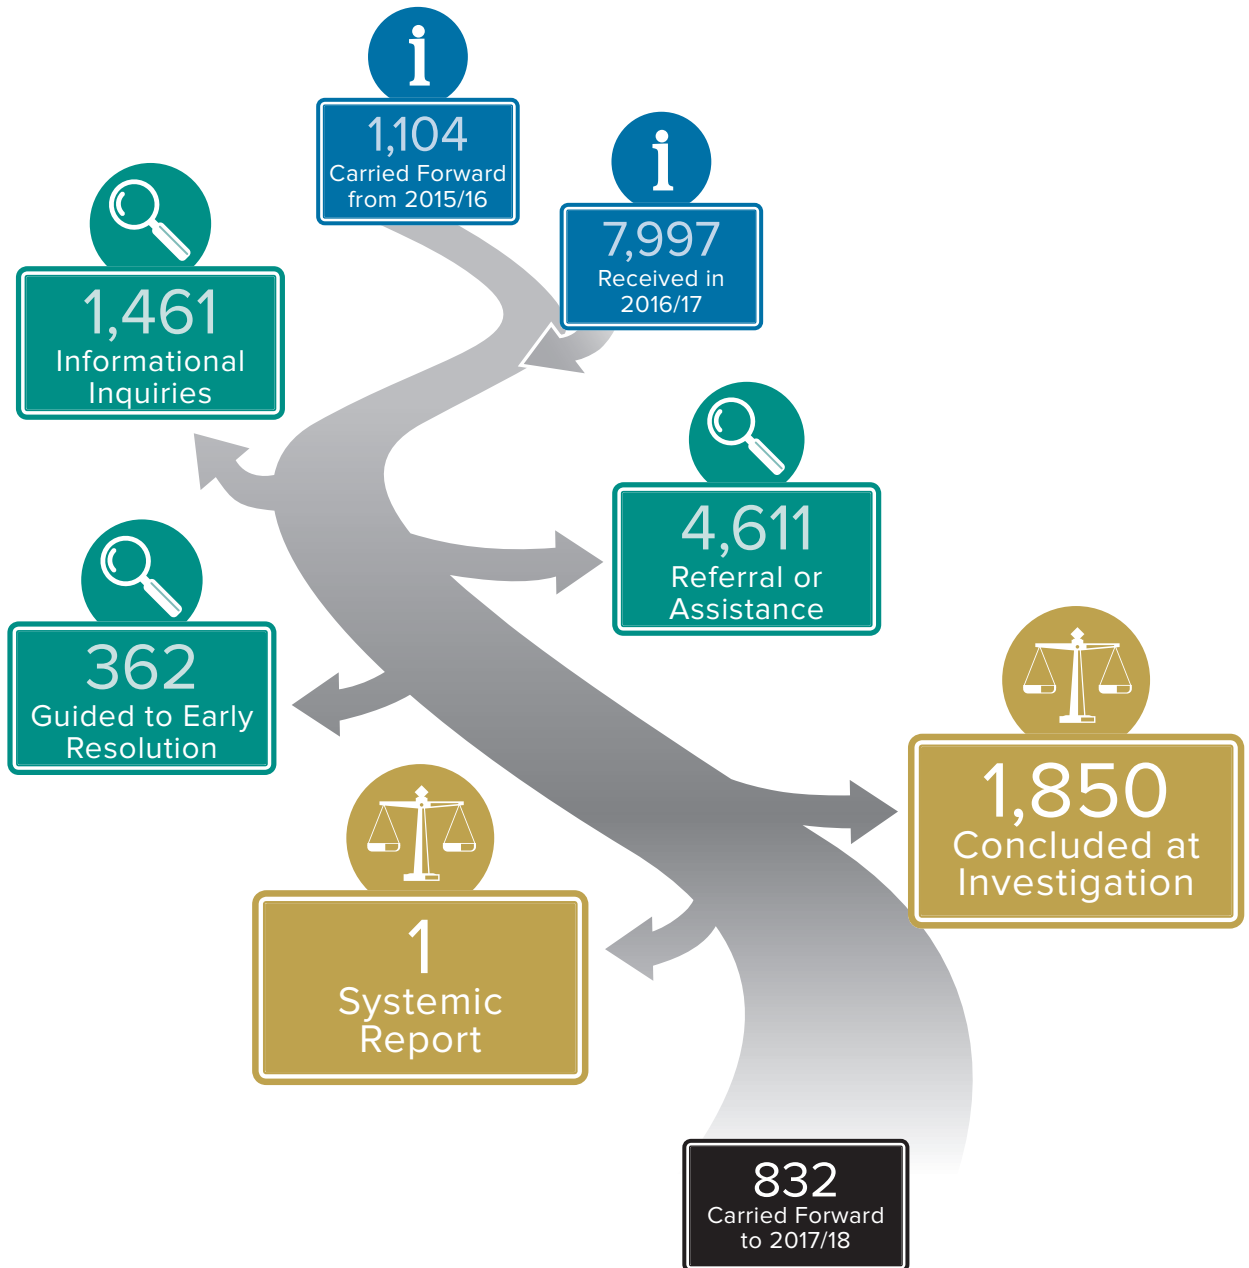 1,104
Carried Forward
from 2015/16
7,997
Received in
2016/17
1,461
Informational
Inquiries
4,611
Referral or
Assistance
362
Guided to Early
Resolution
1,850
Concluded at
Investigation
1
Systemic
Report
832
Carried Forward
to 2017/18